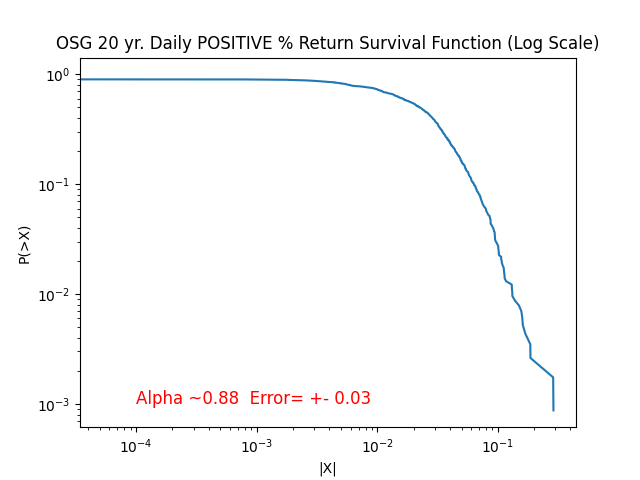 OSG 20 yr. Daily POSITIVE % Return Survival Function (Log Scale)
10⁰
10⁻¹
10⁻²
10⁻³
P(>X)
Alpha ~0.88  Error= +- 0.03
10⁻⁴ 10⁻³ 10⁻² 10⁻¹
|X|